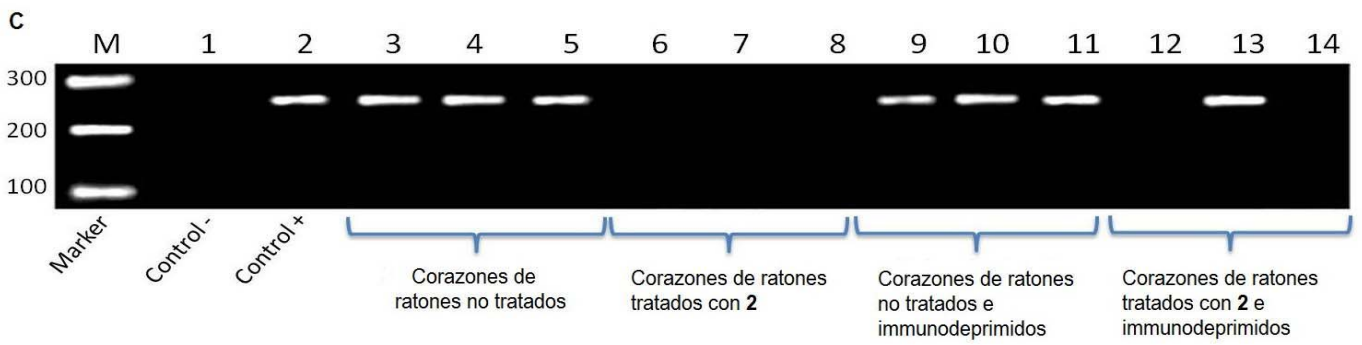 C
M 1 2 3 4 5 6 7 8 9 10 11 12 13 14
300
200
100
Marker
Control -
Control +
Corazones de
ratones no tratados
Corazones de ratones
tratados con 2
Corazones de ratones
no tratados e
immunodeprimidos
Corazones de ratones
tratados con 2 e
immunodeprimidos